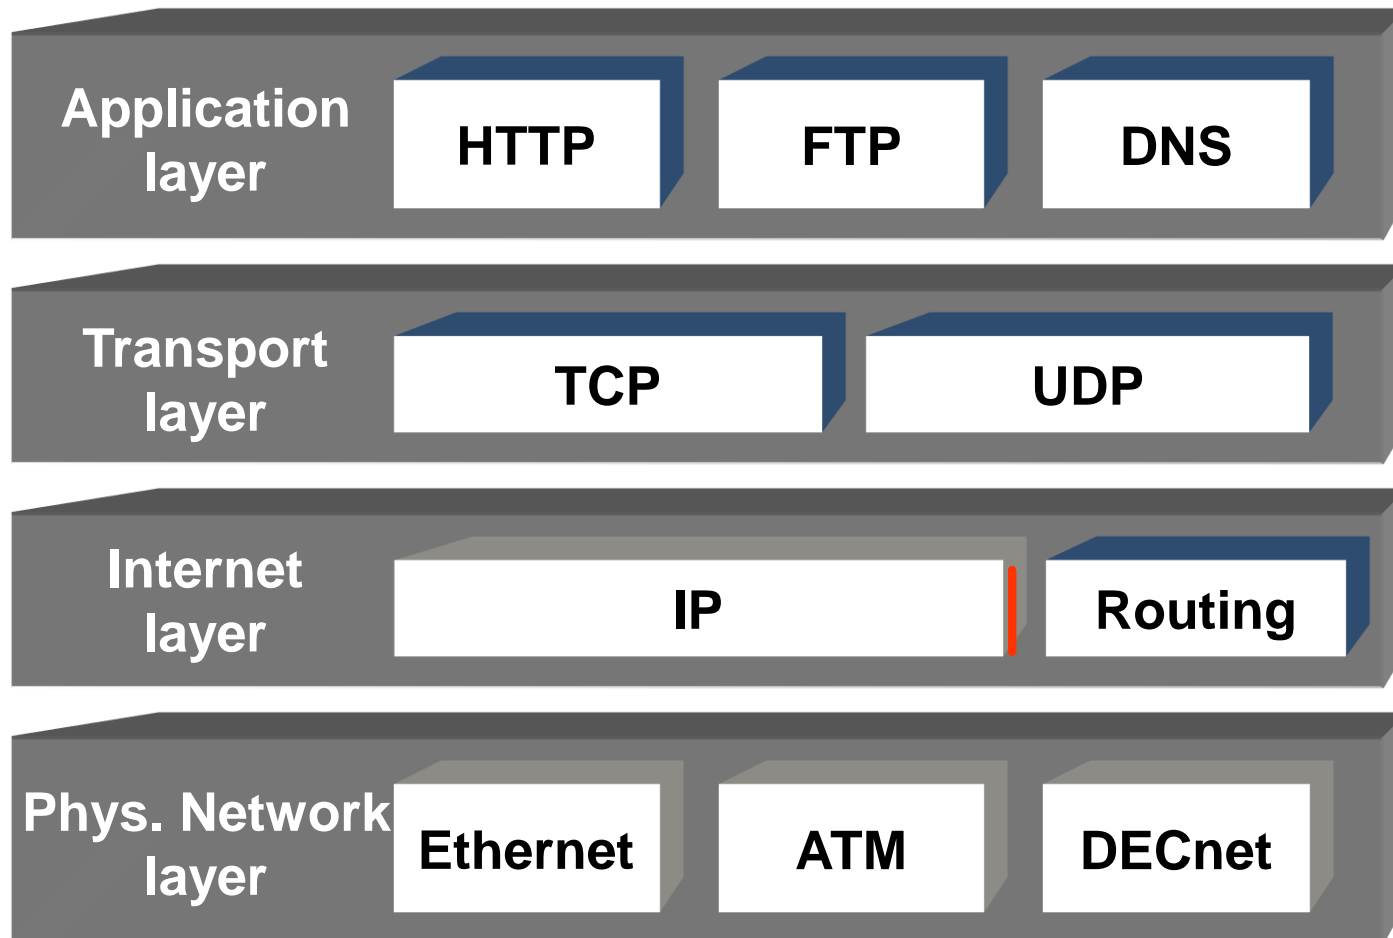 Application
layer
HTTP
FTP
DNS
Transport
layer
TCP
UDP
Internet
layer
IP
Routing
Phys. Network
layer
Ethernet
ATM
DECnet